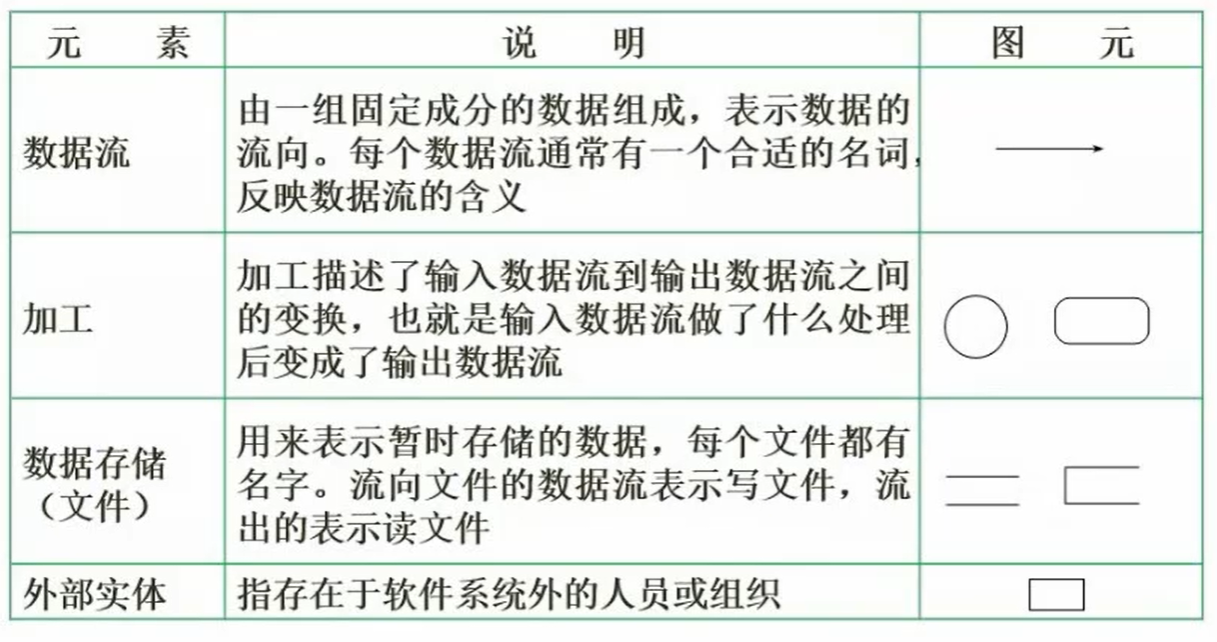 元 素 说 明 图 元
数据流
由一组固定成分的数据组成，表示数据的
流向。每个数据流通常有一个合适的名词，
反映数据流的含义
加工
加工描述了输入数据流到输出数据流之间
的变换，也就是输入数据流做了什么处理
后变成了输出数据流
数据存储
（文件）
用来表示暂时存储的数据，每个文件都有
名字。流向文件的数据流表示写文件，流
出的表示读文件
外部实体
指存在于软件系统外的人员或组织